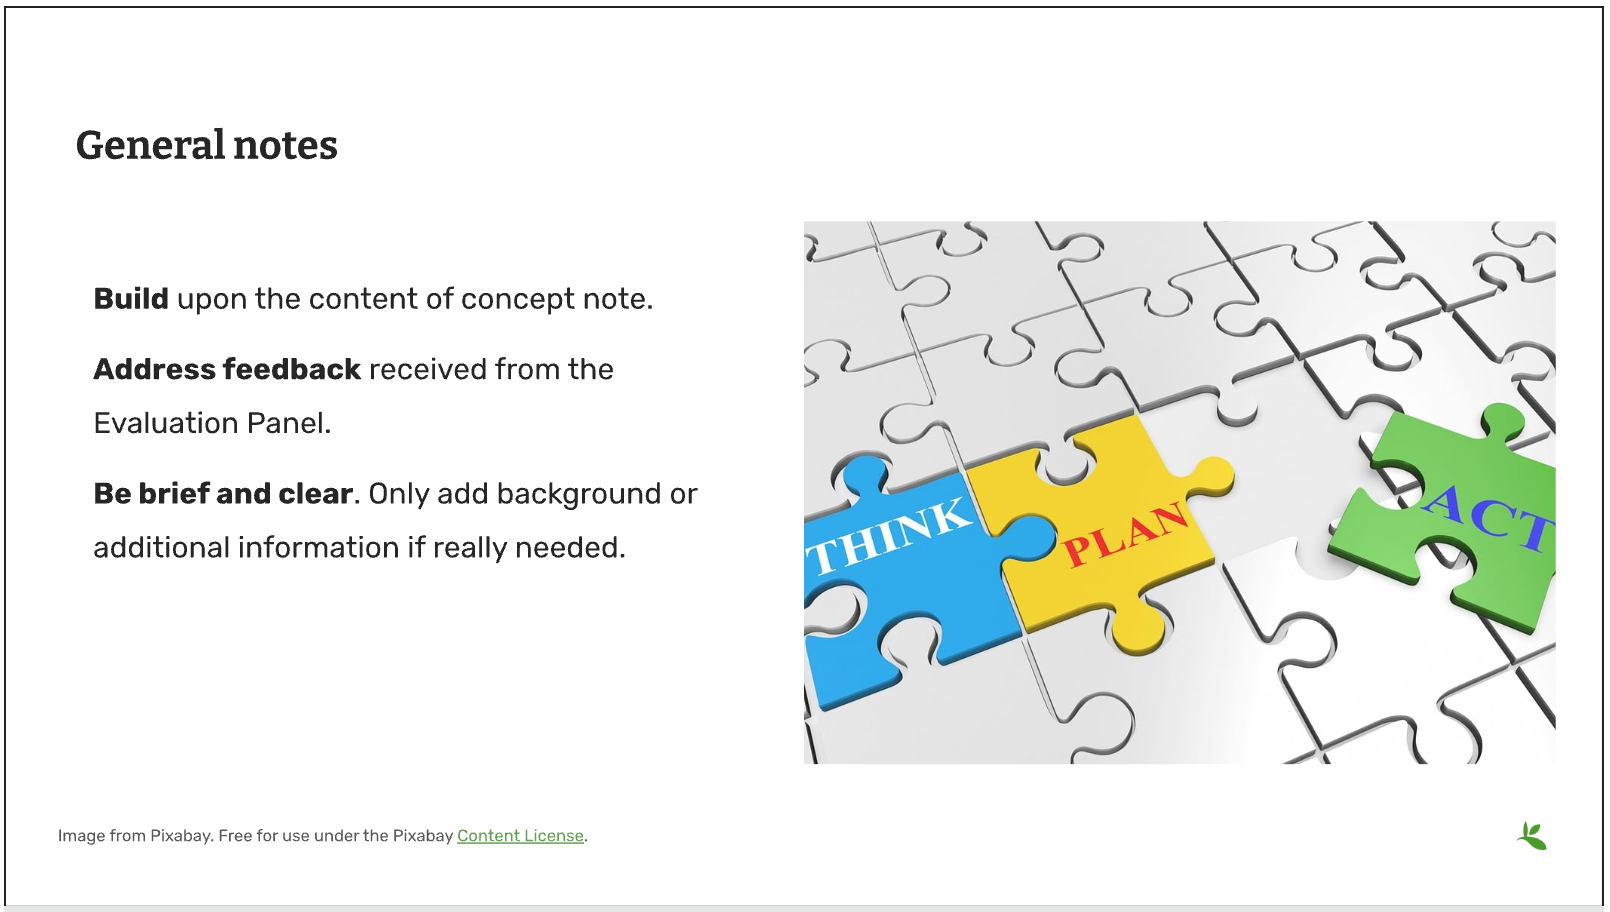 General notes
Build upon the content of concept note.
Address feedback received from the
Evaluation Panel.
Be brief and clear. Only add background or
additional information if really needed.
THINK
PLAN
ACT
Image from Pixabay. Free for use under the Pixabay Content License.